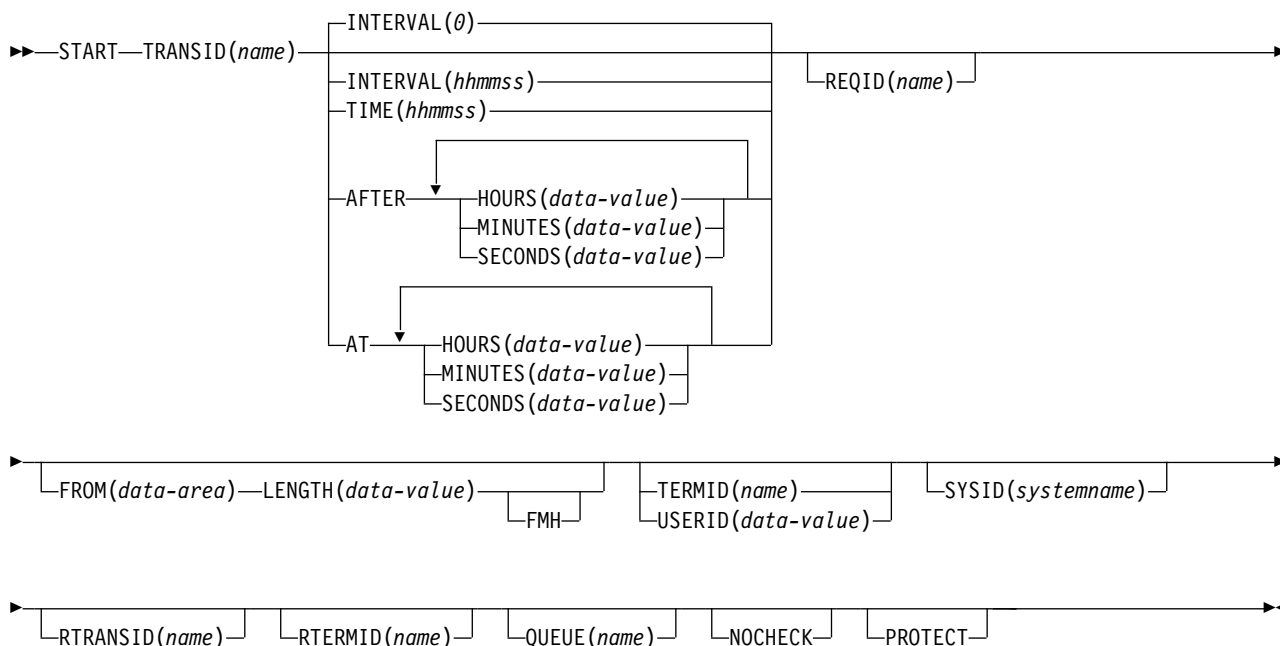 INTERVAL(0)
START TRANSID(name)
INTERVAL(hhmmss) REQID(name)
TIME(hhmmss)
AFTER HOURS(data-value)
MINUTES(data-value)
SECONDS(data-value)
AT HOURS(data-value)
MINUTES(data-value)
SECONDS(data-value)
FROM(data-area) LENGTH(data-value) TERMID(name) SYSID(systemname)
FMH USERID(data-value)
RTRANSID(name) RTERMID(name) QUEUE(name) NOCHECK PROTECT